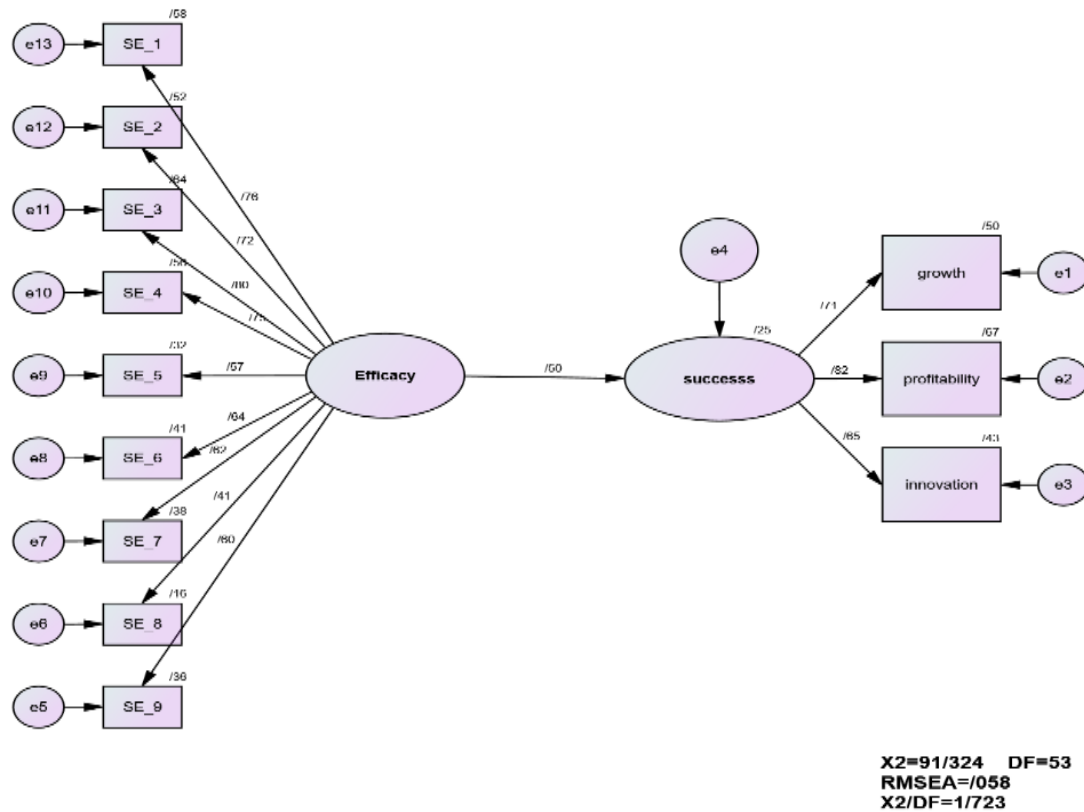 /58
e13
SE_1
/52
e12
SE_2
/64
e11
SE_3
/76
/72
/56
e10
SE_4
/80
/75
/32
e9
SE_5
/57
Efficacy
/50
e4
/25
successs
/50
growth
e1
/71
/67
profitability
e2
/82
/43
innovation
e3
/65
/41
e8
SE_6
/64
/62
/38
e7
SE_7
/41
/60
/16
e6
SE_8
/36
e5
SE_9
X2=91/324 DF=53
RMSEA=/058
X2/DF=1/723